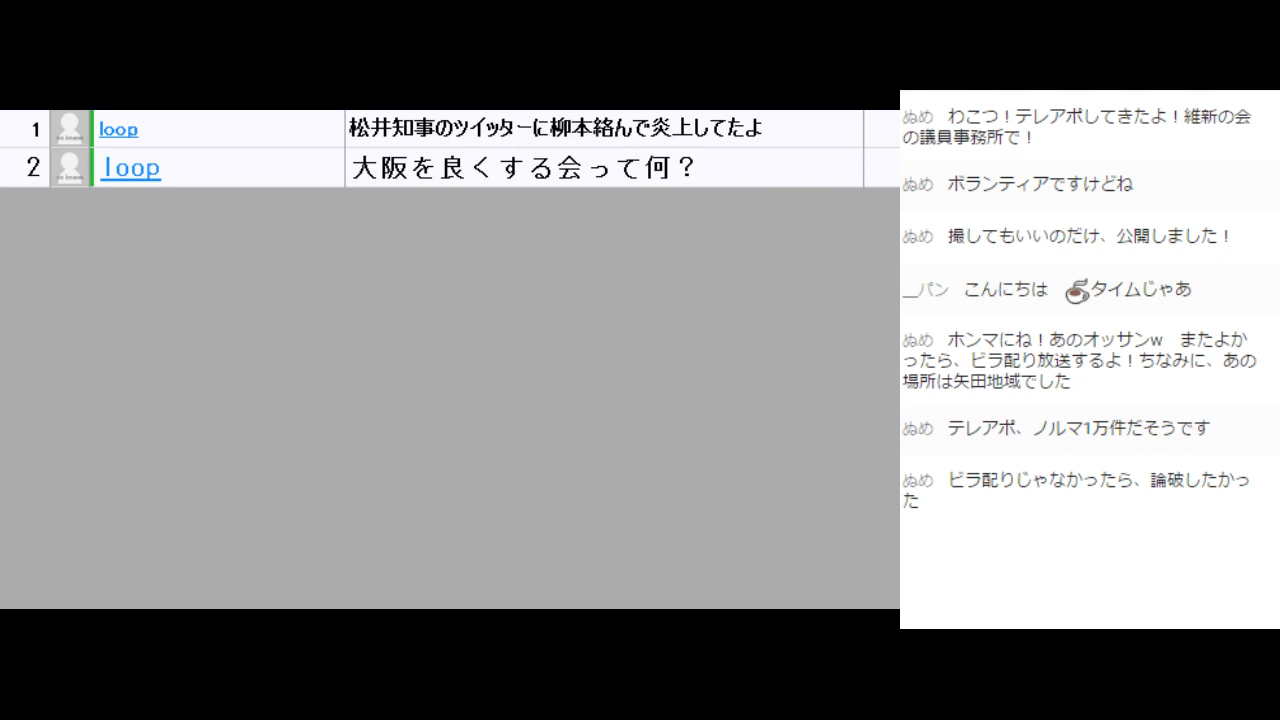 1 loop 松井知事のツイッターに柳本絡んで炎上してたよ
2 loop 大阪を良くする会って何？
ぬめ わこつ！テレアポしてきたよ！維新の会
の議員事務所で！
ぬめ ボランティアですけどね
ぬめ 撮してもいいのだけ、公開しました！
__パン こんにちは タイムじゃあ
ぬめ ホンマにね！あのオッサンw またよか
ったら、ビラ配り放送するよ！ちなみに、あの
場所は矢田地域でした
ぬめ テレアポ、ノルマ1万件だそうです
ぬめ ビラ配りじゃなかったら、論破したかっ
た